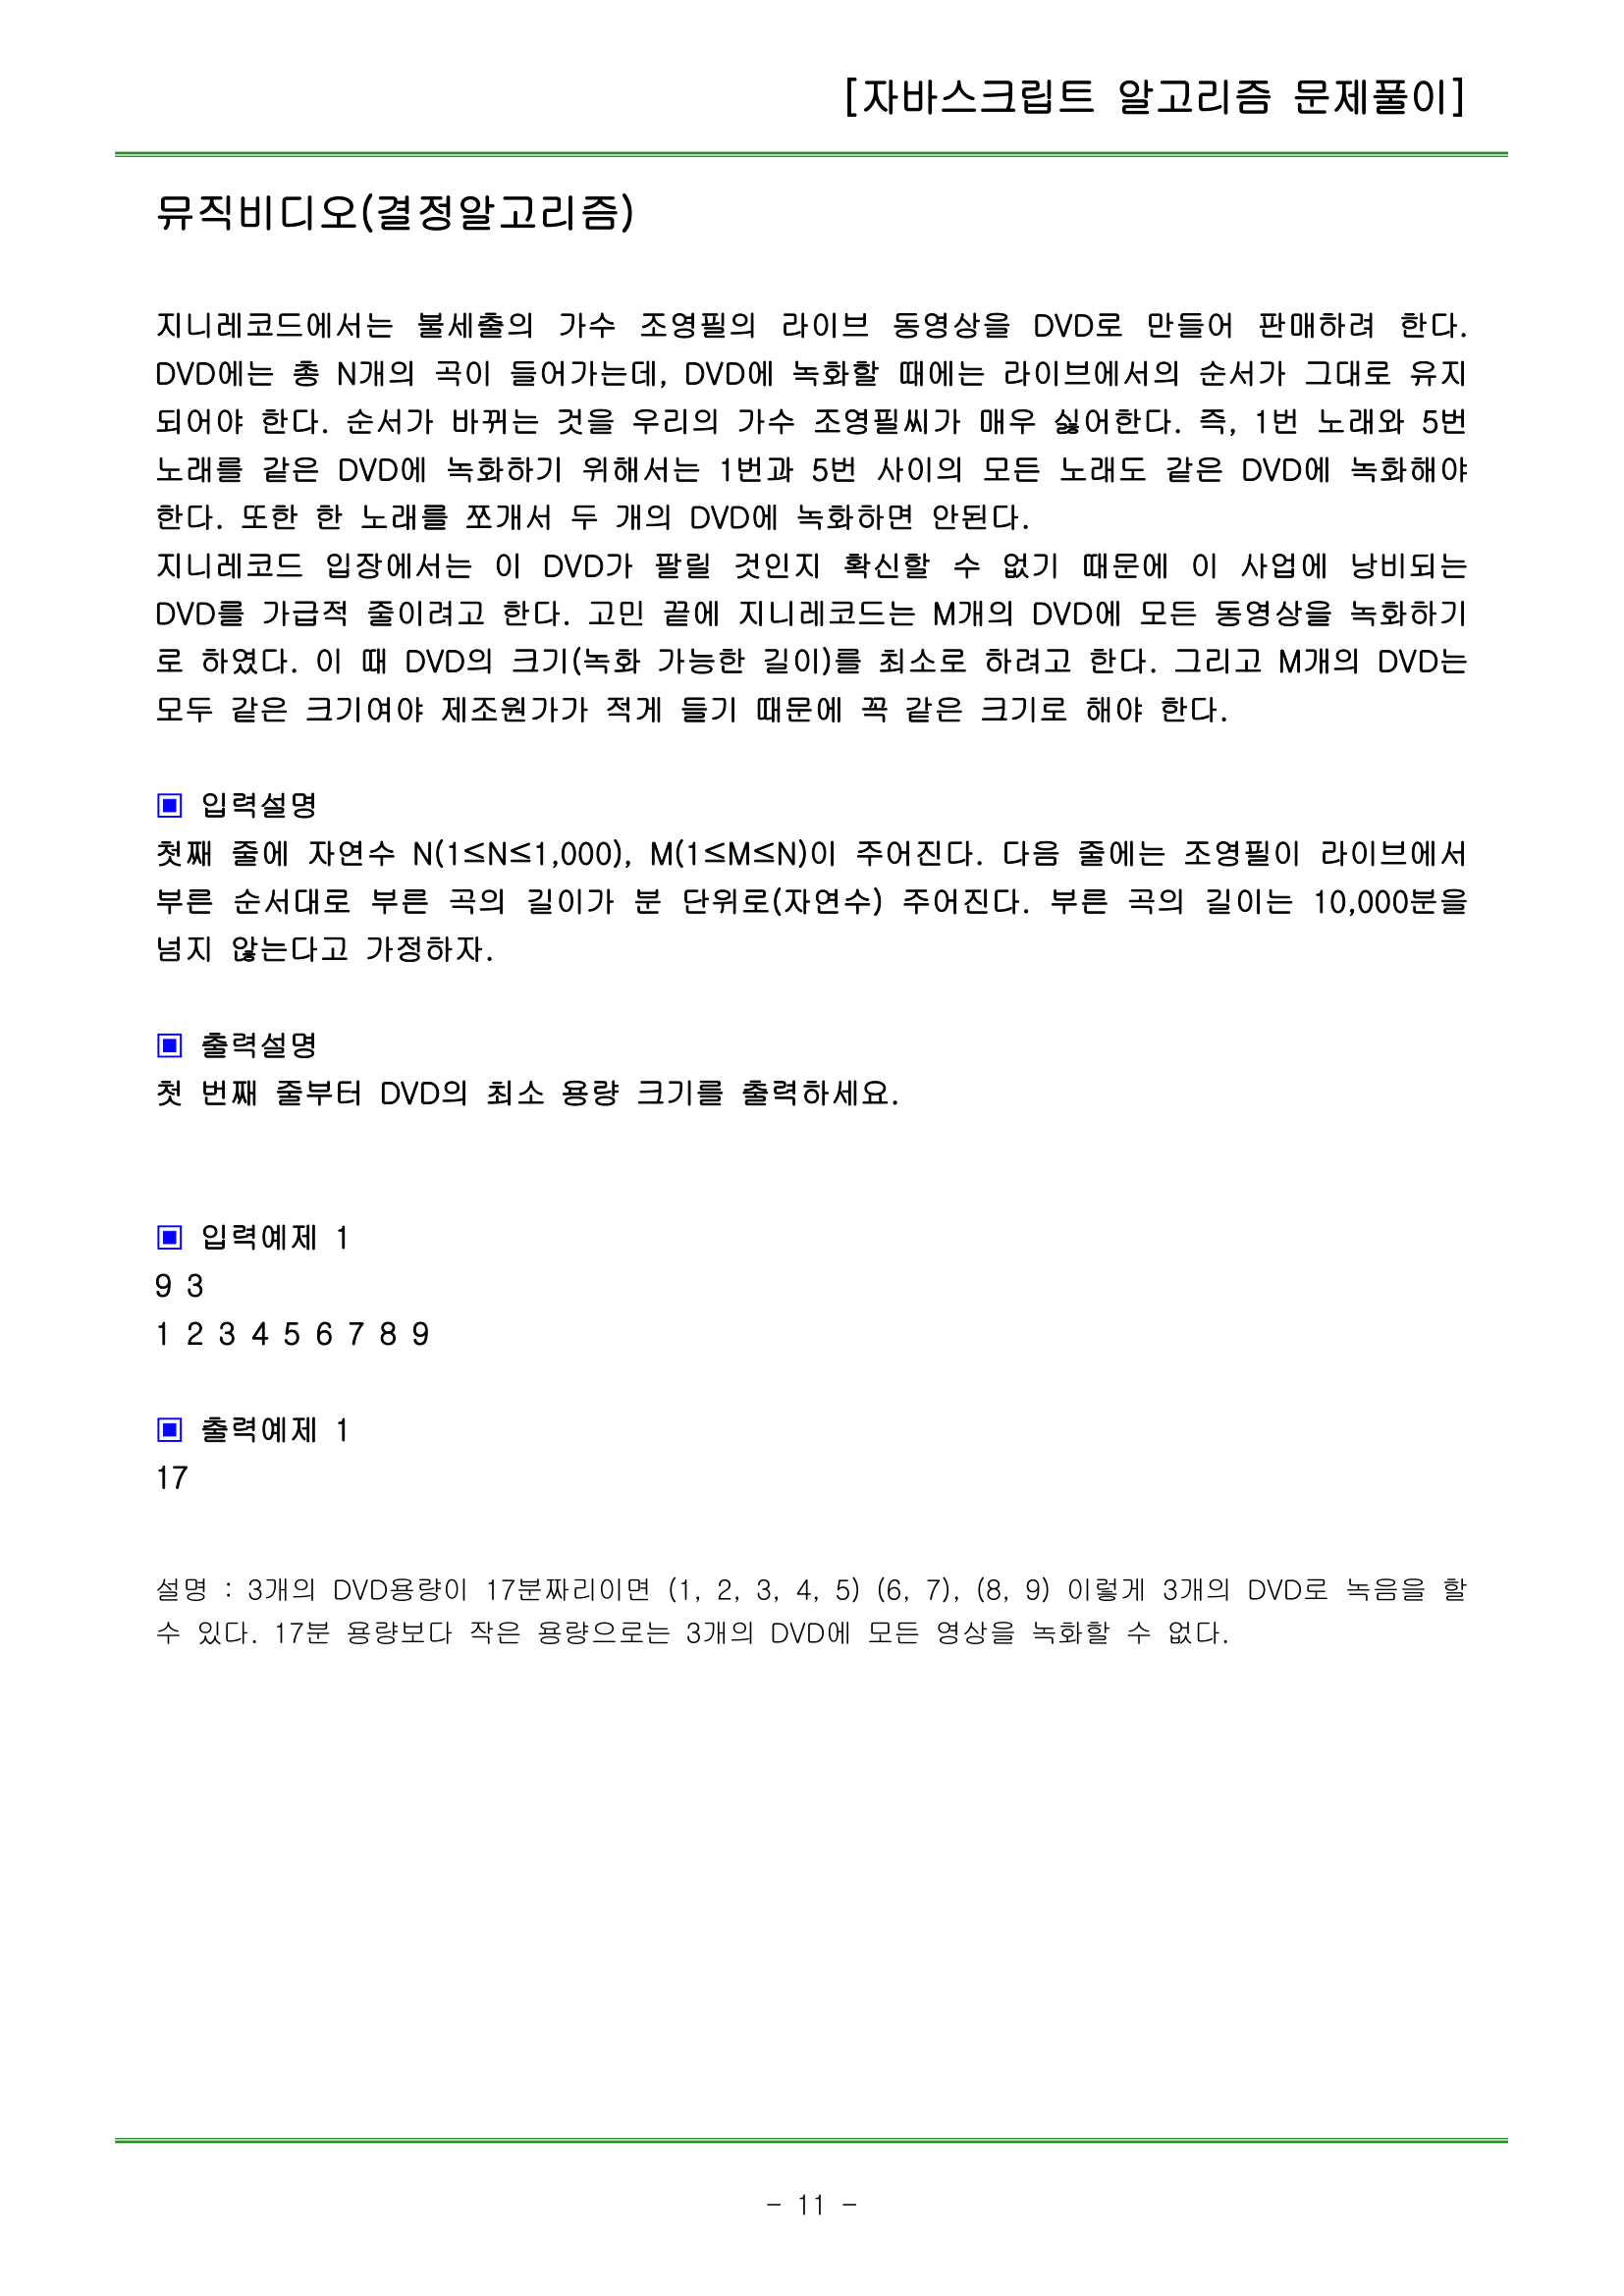 [자바스크립트 알고리즘 문제풀이]
뮤직비디오(결정알고리즘)
지니레코드에서는 불세출의 가수 조영필의 라이브 동영상을 DVD로 만들어 판매하려 한다.
DVD에는 총 N개의 곡이 들어가는데, DVD에 녹화할 때에는 라이브에서의 순서가 그대로 유지
되어야 한다. 순서가 바뀌는 것을 우리의 가수 조영필씨가 매우 싫어한다. 즉, 1번 노래와 5번
노래를 같은 DVD에 녹화하기 위해서는 1번과 5번 사이의 모든 노래도 같은 DVD에 녹화해야
한다. 또한 한 노래를 쪼개서 두 개의 DVD에 녹화하면 안된다.
지니레코드 입장에서는 이 DVD가 팔릴 것인지 확신할 수 없기 때문에 이 사업에 낭비되는
DVD를 가급적 줄이려고 한다. 고민 끝에 지니레코드는 M개의 DVD에 모든 동영상을 녹화하기
로 하였다. 이 때 DVD의 크기(녹화 가능한 길이)를 최소로 하려고 한다. 그리고 M개의 DVD는
모두 같은 크기여야 제조원가가 적게 들기 때문에 꼭 같은 크기로 해야 한다.
▣ 입력설명
첫째 줄에 자연수 N(1≤N≤1,000), M(1≤M≤N)이 주어진다. 다음 줄에는 조영필이 라이브에서
부른 순서대로 부른 곡의 길이가 분 단위로(자연수) 주어진다. 부른 곡의 길이는 10,000분을
넘지 않는다고 가정하자.
▣ 출력설명
첫 번째 줄부터 DVD의 최소 용량 크기를 출력하세요.
▣ 입력예제 1
9 3
1 2 3 4 5 6 7 8 9
▣ 출력예제 1
17
설명 : 3개의 DVD용량이 17분짜리이면 (1, 2, 3, 4, 5) (6, 7), (8, 9) 이렇게 3개의 DVD로 녹음을 할
수 있다. 17분 용량보다 작은 용량으로는 3개의 DVD에 모든 영상을 녹화할 수 없다.
- 11 -